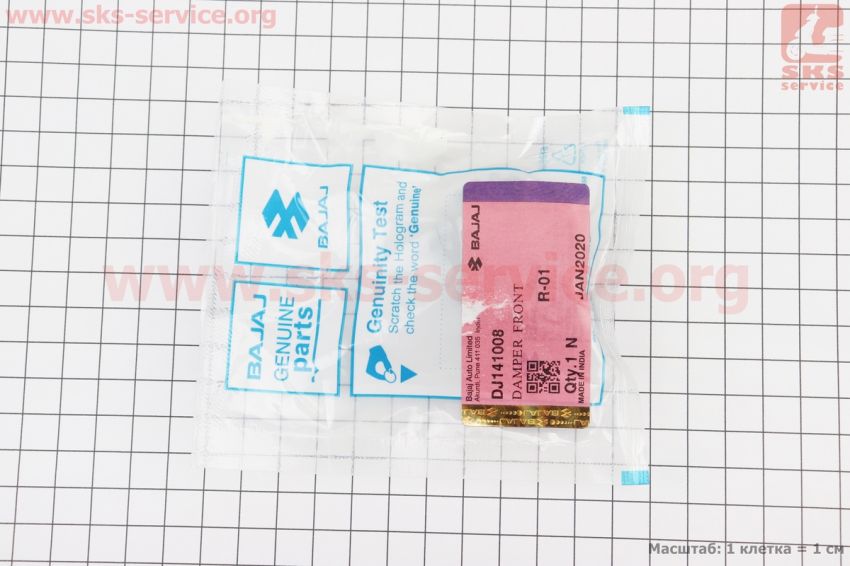 www.sks-service.org
SKS
service
BAJAJ
BAJAJ
GENUINE
parts
Genuinity Test
Scratch the Hologram and
check the word 'Genuine'
www.sks-service.org
BAJAJ
Bajaj Auto Limited
Akurdi, Pune 411 035 India
DJ141008
DAMPER FRONT
R-01
Qty.1 N
JAN2020
MADE IN INDIA
BAJAJ
Масштаб: 1 клетка = 1 см